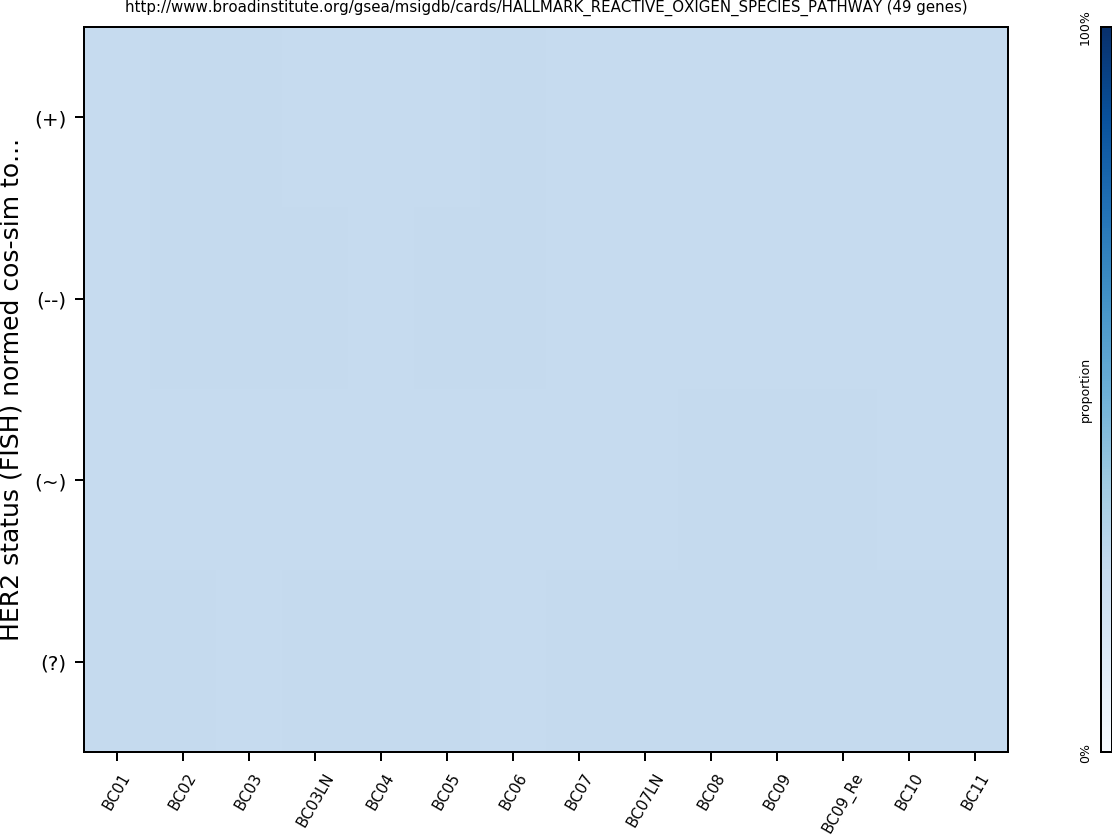 http://www.broadinstitute.org/gsea/msigdb/cards/HALLMARK_REACTIVE_OXIGEN_SPECIES_PATHWAY (49 genes)
HER2 status (FISH) normed cos-sim to...
(+)
(--)
(~)
(?)
BC01
BC02
BC03
BC03LN
BC04
BC05
BC06
BC07
BC07LN
BC08
BC09
BC09_Re
BC10
BC11
100%
proportion
0%